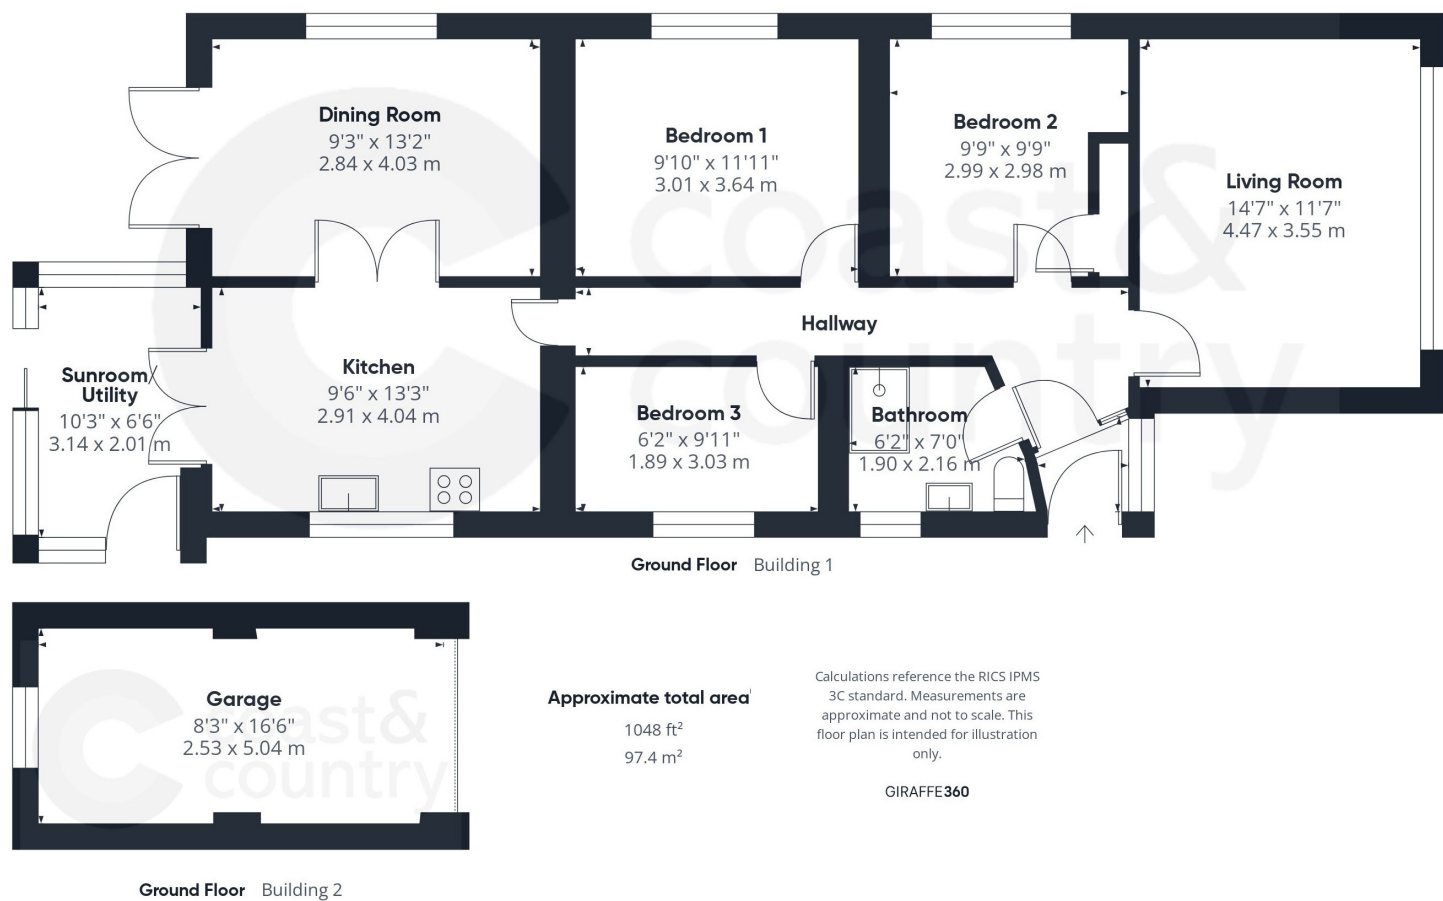 Dining Room
9'3" x 13'2"
2.84 x 4.03 m
Bedroom 1
9'10" x 11'11"
3.01 x 3.64 m
Bedroom 2
9'9" x 9'9"
2.99 x 2.98 m
Living Room
14'7" x 11'7"
4.47 x 3.55 m
Hallway
Sunroom/
Utility
10'3" x 6'6"
3.14 x 2.01 m
Kitchen
9'6" x 13'3"
2.91 x 4.04 m
Bedroom 3
6'2" x 9'11"
1.89 x 3.03 m
Bathroom
6'2" x 7'0"
1.90 x 2.16 m
coast&
country
Ground Floor Building 1
Garage
8'3" x 16'6"
2.53 x 5.04 m
coast&
country
Ground Floor Building 2
Approximate total area
1048 ft²
97.4 m²
Calculations reference the RICS IPMS
3C standard. Measurements are
approximate and not to scale. This
floor plan is intended for illustration
only.
GIRAFFE360